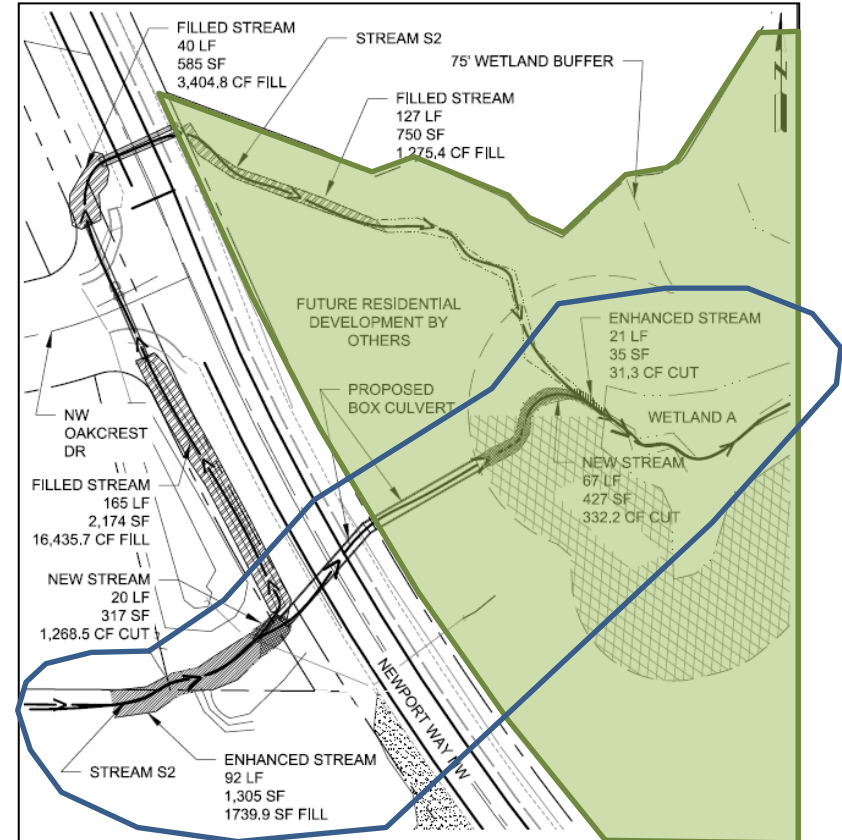 FILLED STREAM
40 LF
585 SF
3,404.8 CF FILL
STREAM S2
75' WETLAND BUFFER
N
FILLED STREAM
127 LF
750 SF
1,275,4 CF FILL
FUTURE RESIDENTIAL
DEVELOPMENT BY
OTHERS
ENHANCED STREAM
21 LF
35 SF
31,3 CF CUT
PROPOSED
BOX CULVERT
WETLAND A
NW
OAKCREST
DR
NEW STREAM
67 LF
427 SF
332.2 CF CUT
FILLED STREAM
165 LF
2,174 SF
16,435.7 CF FILL
NEW STREAM
20 LF
317 SF
1,268.5 CF CUT
NEWPORT WAY NW
STREAM S2
ENHANCED STREAM
92 LF
1,305 SF
1739.9 SF FILL